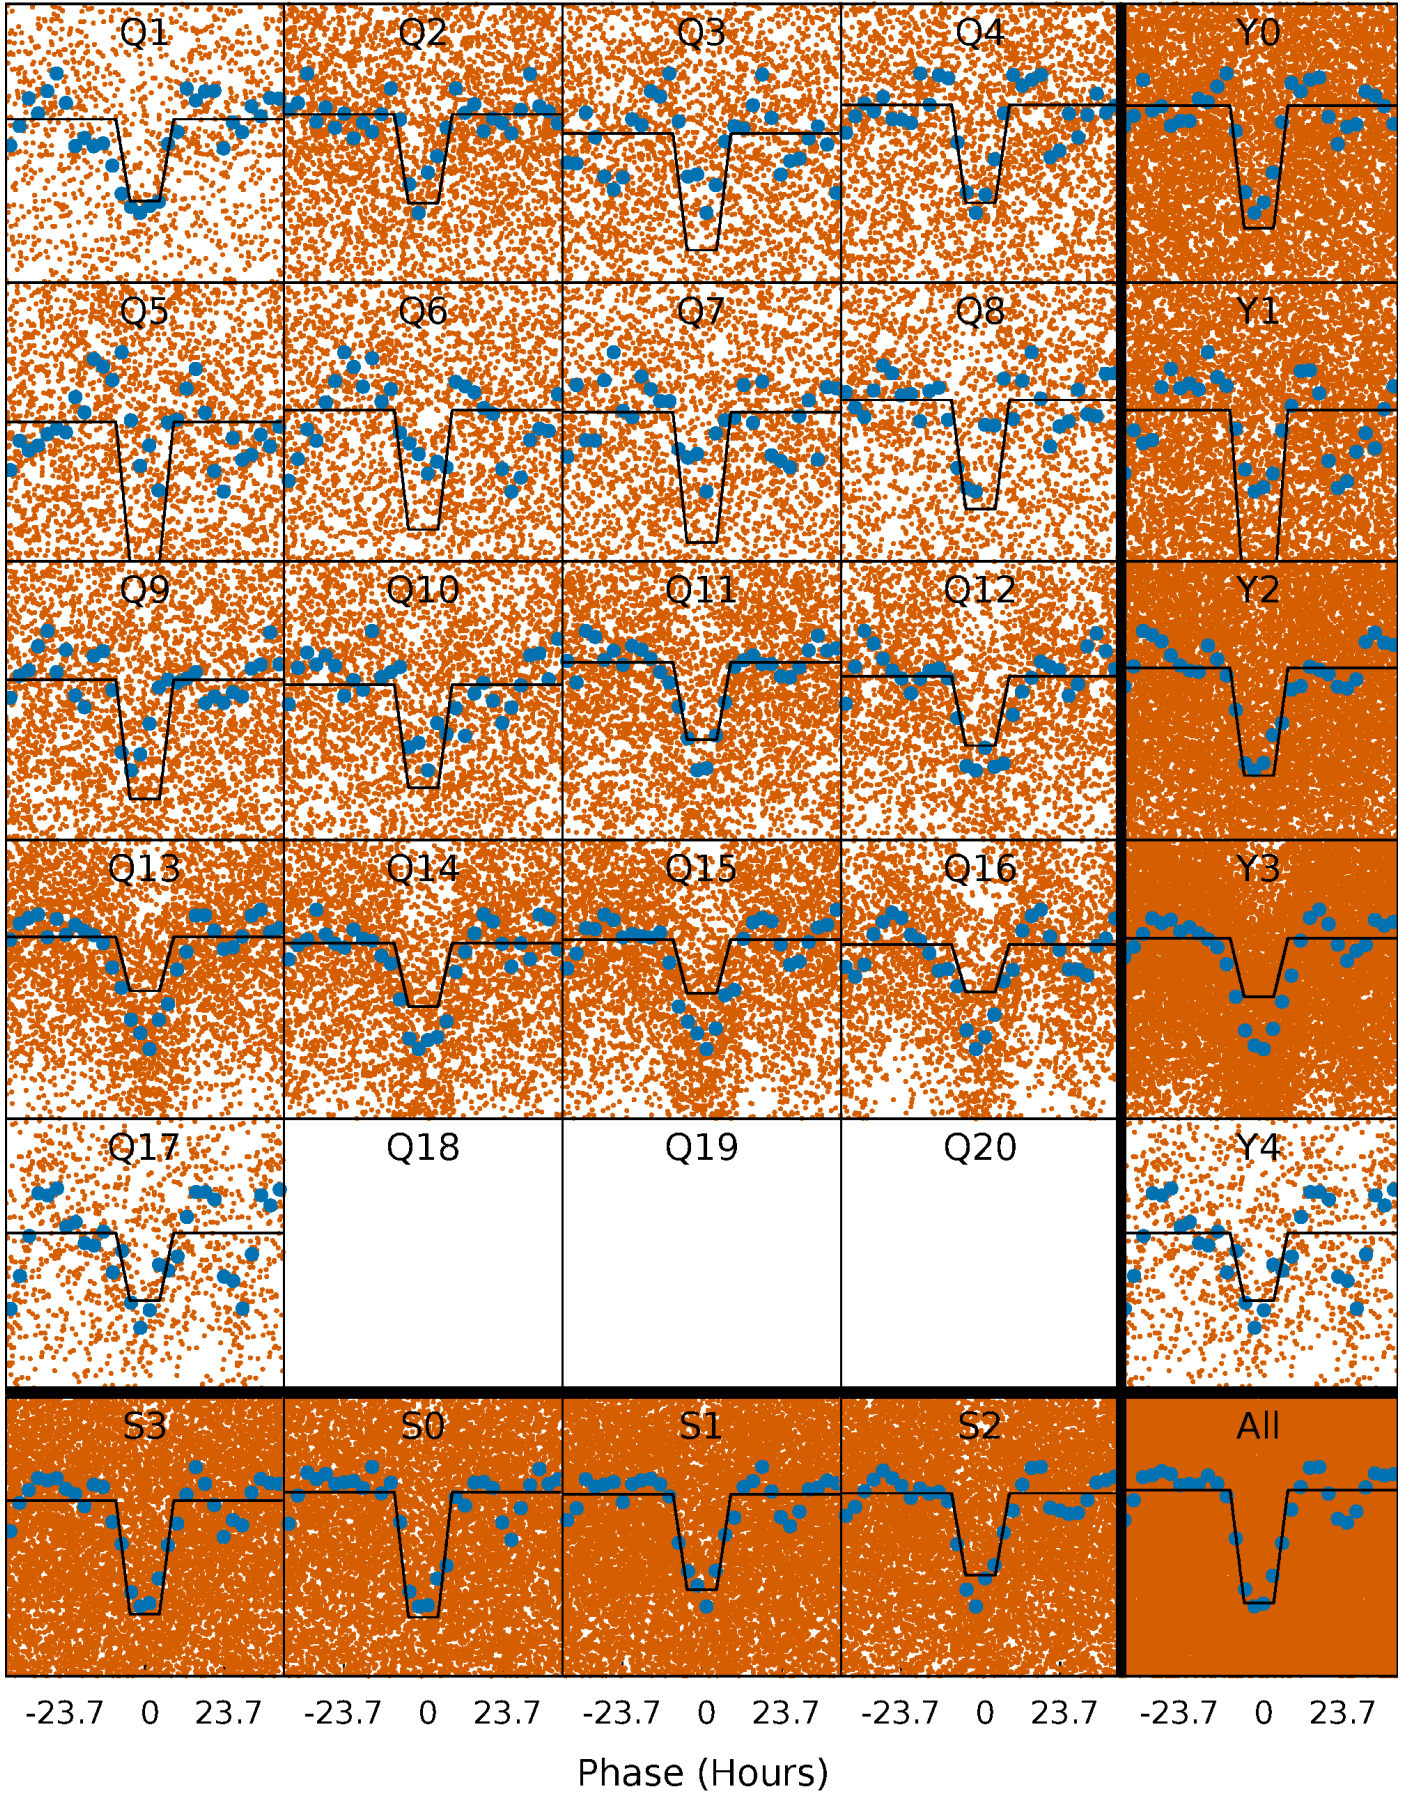 Q1 Q2 Q3 Q4 Y0
Q5 Q6 Q7 Q8 Y1
Q9 Q10 Q11 Q12 Y2
Q13 Q14 Q15 Q16 Y3
Q17 Q18 Q19 Q20 Y4
S3 S0 S1 S2 All
-23.7 0 23.7 -23.7 0 23.7 -23.7 0 23.7 -23.7 0 23.7 -23.7 0 23.7
Phase (Hours)